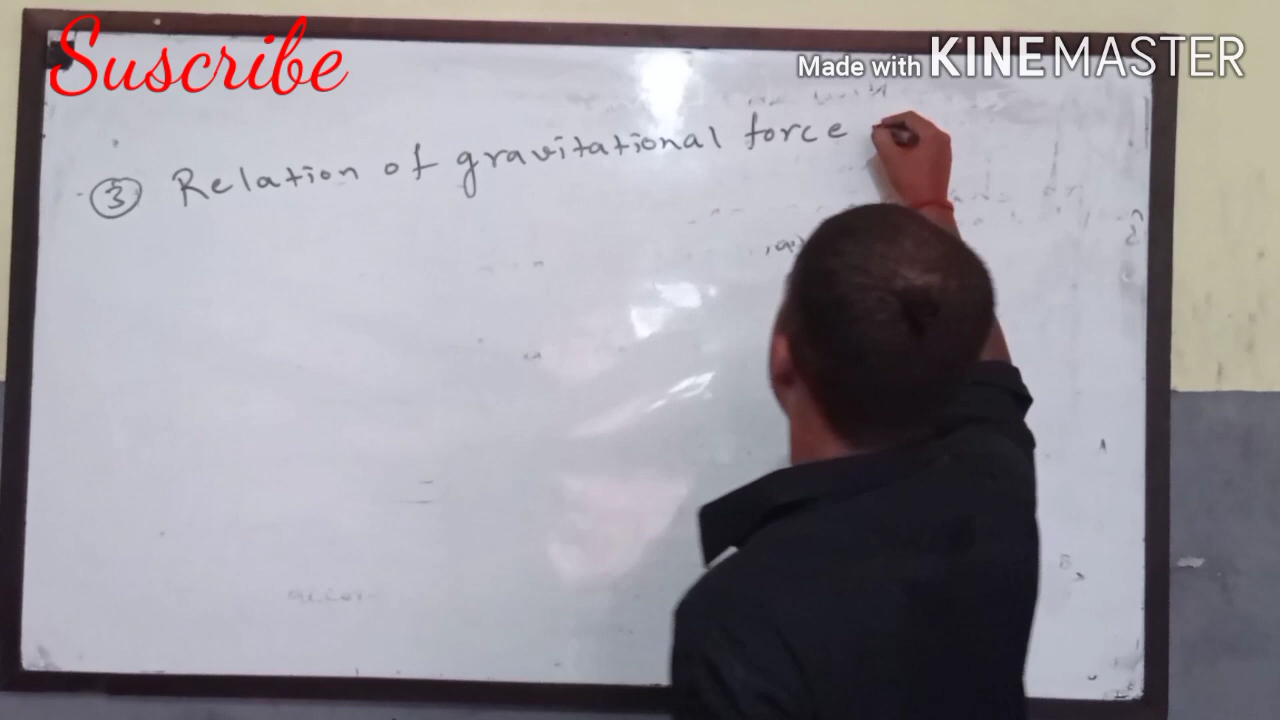 Suscribe
Made with KINEMASTER
③ Relation of gravitational force